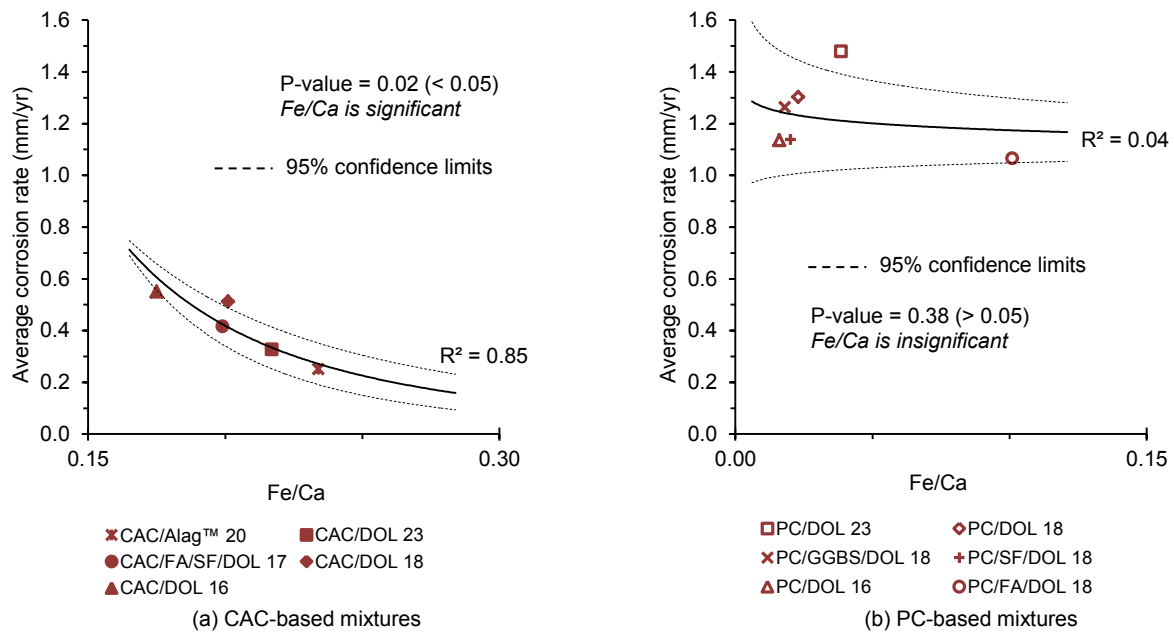 Average corrosion rate (mm/yr)
1.6
1.4
1.2
1.0
0.8
0.6
0.4
0.2
0.0
P-value = 0.02 (< 0.05)
Fe/Ca is significant
95% confidence limits
R² = 0.85
0.15
0.30
Fe/Ca
CAC/Alag™ 20
CAC/DOL 23
CAC/FA/SF/DOL 17
CAC/DOL 18
CAC/DOL 16
(a) CAC-based mixtures
Average corrosion rate (mm/yr)
1.6
1.4
1.2
1.0
0.8
0.6
0.4
0.2
0.0
R² = 0.04
95% confidence limits
P-value = 0.38 (> 0.05)
Fe/Ca is insignificant
0.00
0.15
Fe/Ca
PC/DOL 23
PC/DOL 18
PC/GGBS/DOL 18
PC/SF/DOL 18
PC/DOL 16
PC/FA/DOL 18
(b) PC-based mixtures